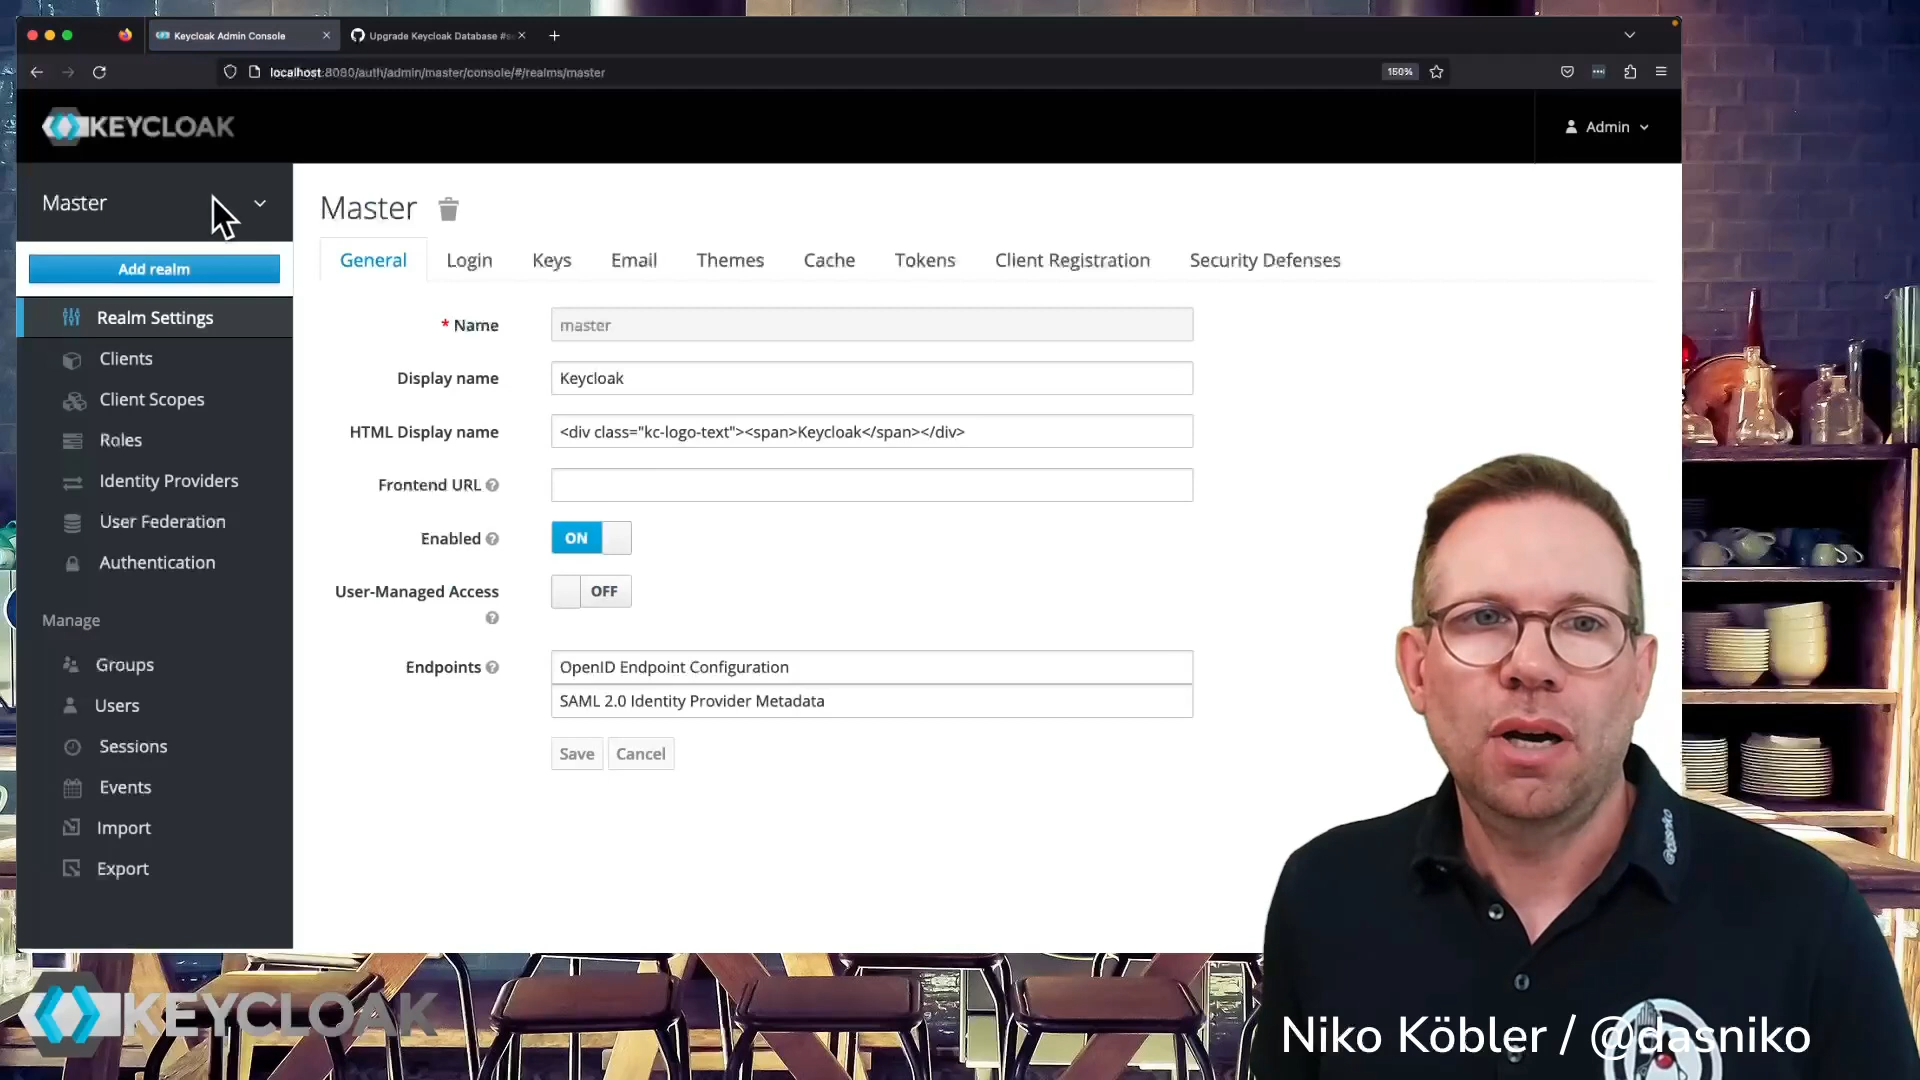 Keycloak Admin Console
Upgrade Keycloak Database
localhost:8080/auth/admin/master/console/#/realms/master
150%
KEYCLOAK
Admin
Master
Add realm
Realm Settings
Clients
Client Scopes
Roles
Identity Providers
User Federation
Authentication
Manage
Groups
Users
Sessions
Events
Import
Export
Master
General
Login
Keys
Email
Themes
Cache
Tokens
Client Registration
Security Defenses
* Name
master
Display name
Keycloak
HTML Display name
<div class="kc-logo-text"><span>Keycloak</span></div>
Frontend URL
Enabled
ON
User-Managed Access
OFF
Endpoints
OpenID Endpoint Configuration
SAML 2.0 Identity Provider Metadata
Save
Cancel
@dasniko
KEYCLOAK
Niko Köbler / @dasniko